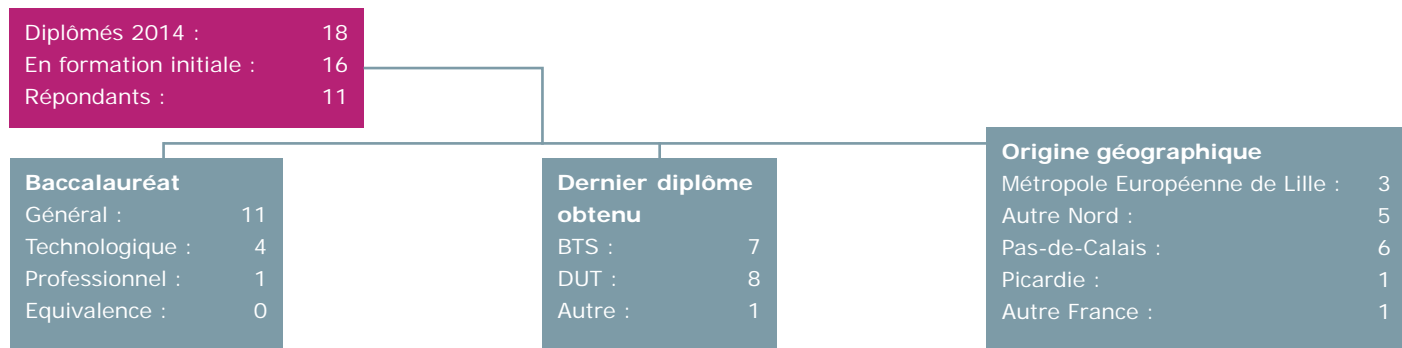 Diplômés 2014 : 18
En formation initiale : 16
Répondants : 11
Baccalauréat
Général : 11
Technologique : 4
Professionnel : 1
Equivalence : 0
Dernier diplôme
obtenu
BTS : 7
DUT : 8
Autre : 1
Origine géographique
Métropole Européenne de Lille : 3
Autre Nord : 5
Pas-de-Calais : 6
Picardie : 1
Autre France : 1